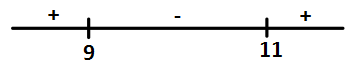 + - +
9 11